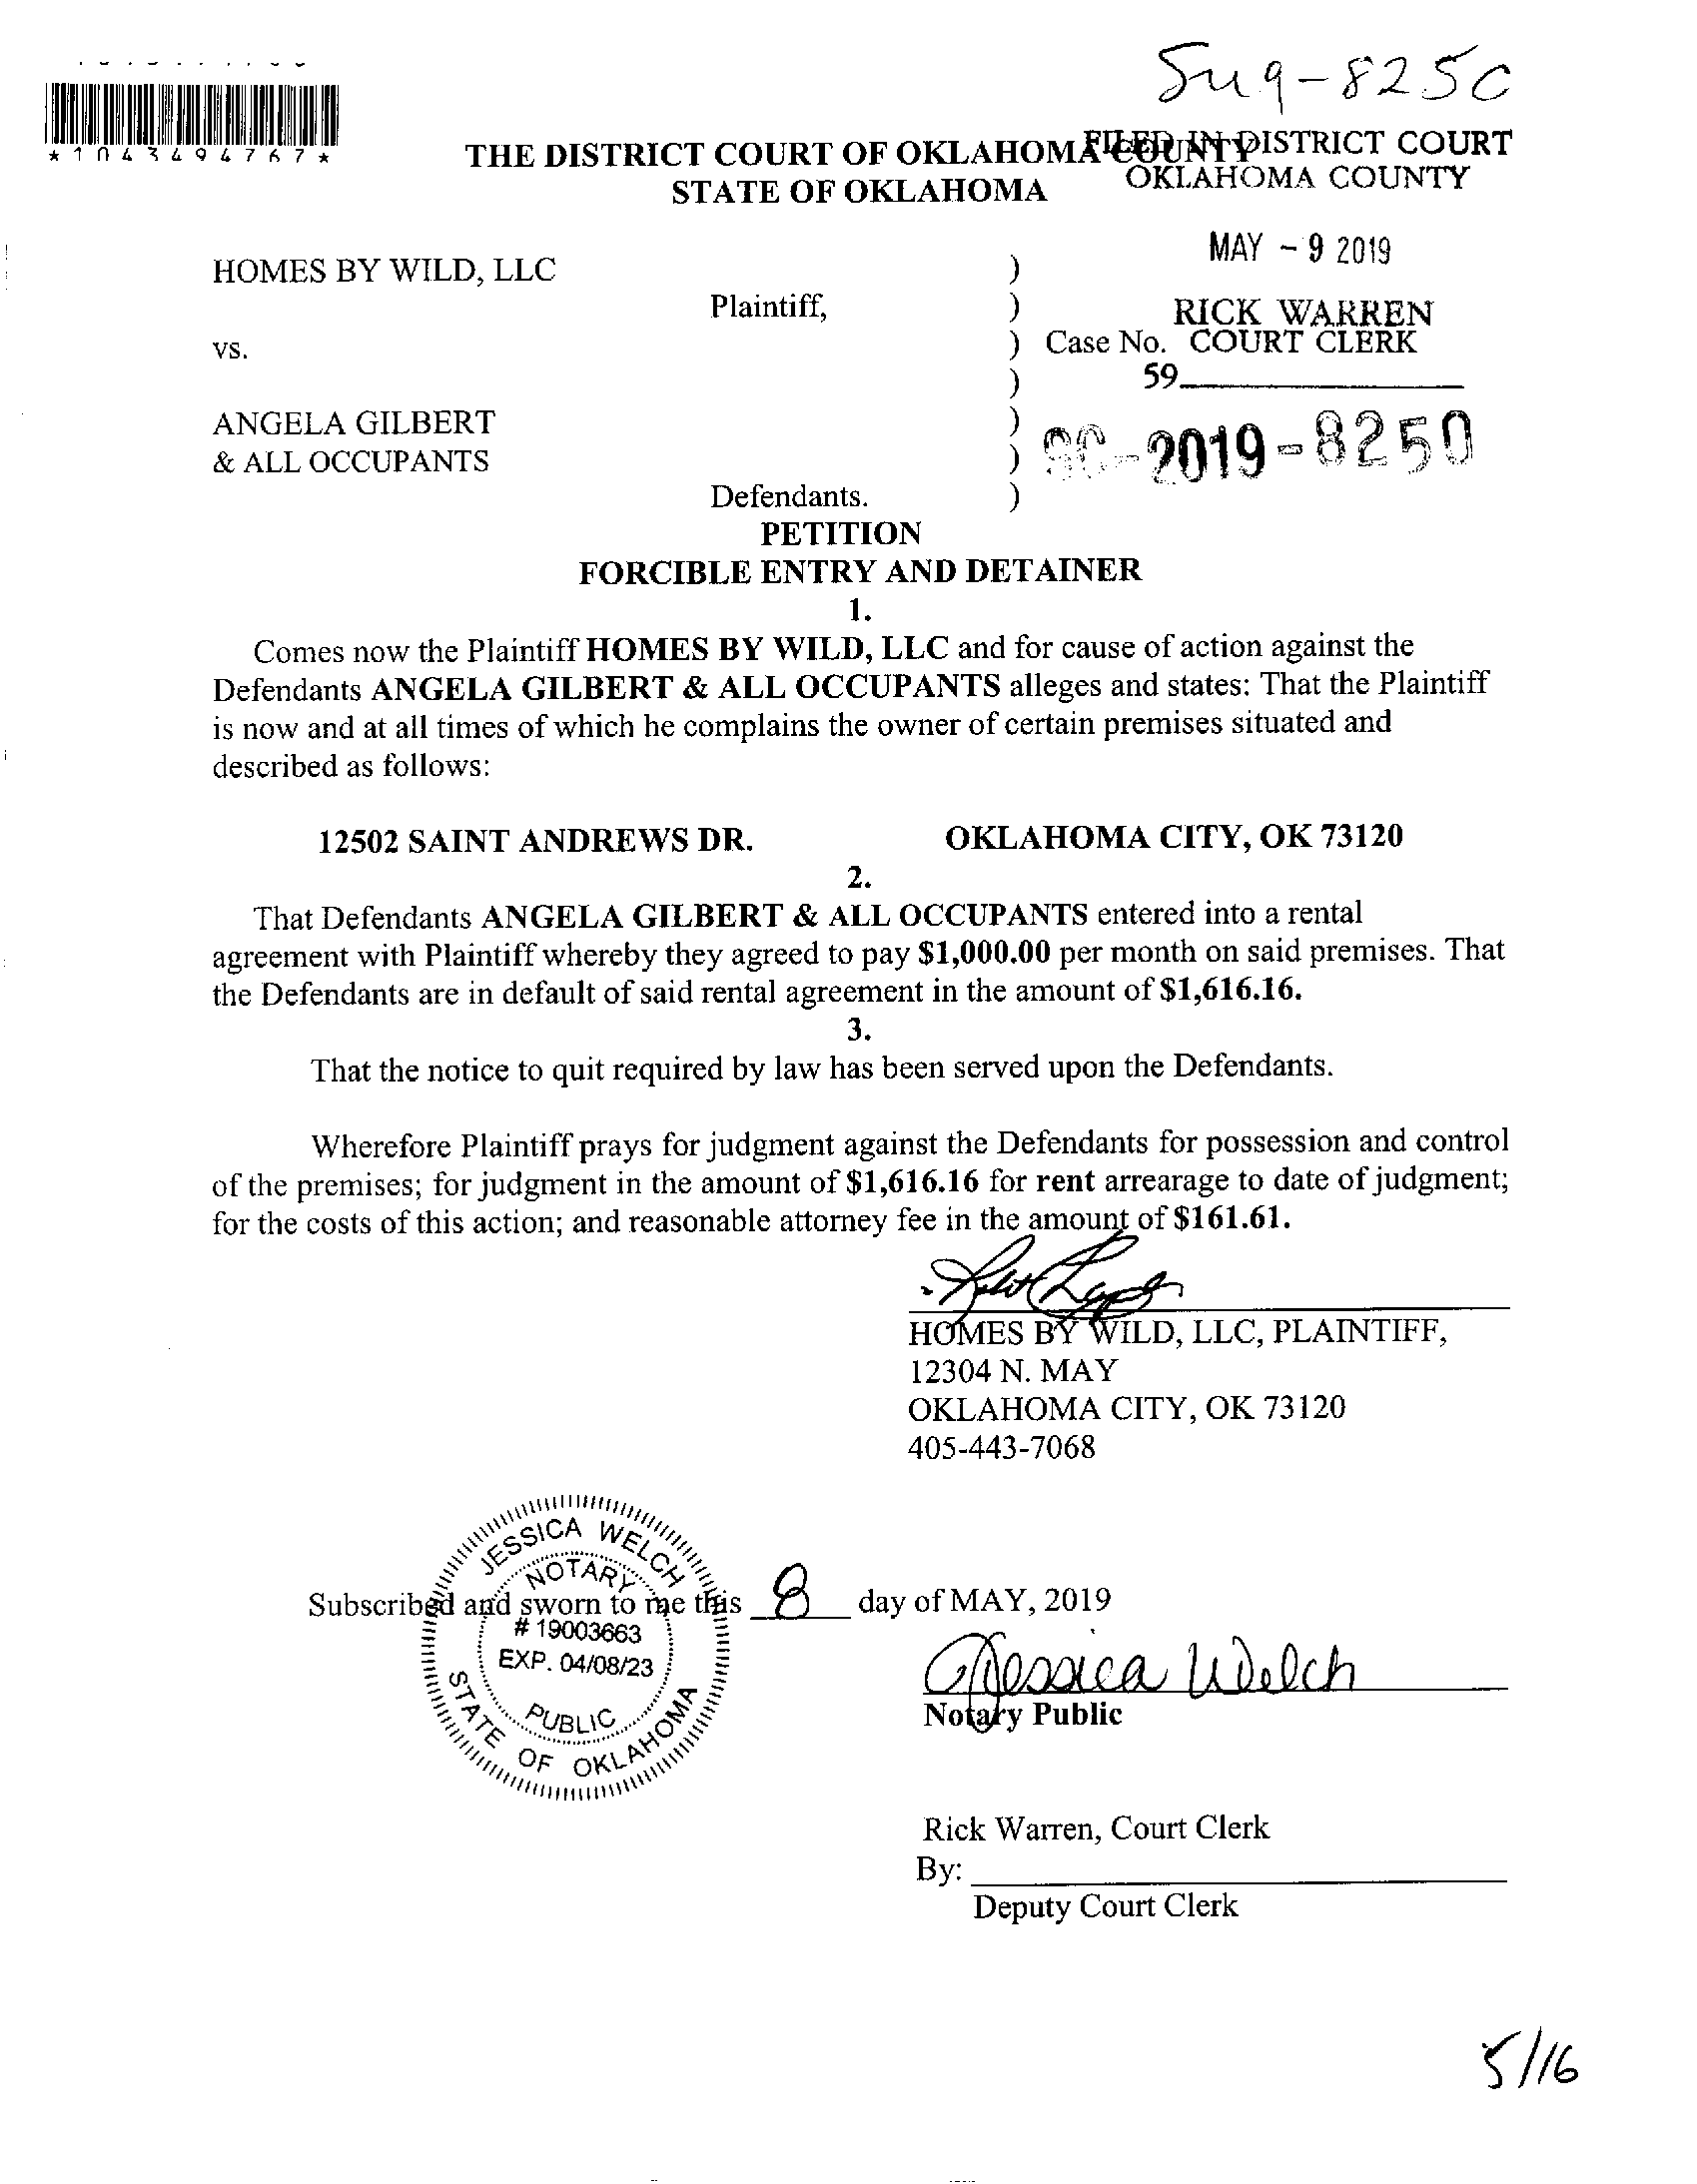 *1043494767*
THE DISTRICT COURT OF OKLAHOMA COUNTY
STATE OF OKLAHOMA
FILED IN DISTRICT COURT
OKLAHOMA COUNTY
MAY - 9 2019
RICK WARREN
COURT CLERK
HOMES BY WILD, LLC )
Plaintiff, )
vs. ) Case No.
) 59
ANGELA GILBERT )
& ALL OCCUPANTS ) SC-2019-8250
Defendants. )
PETITION
FORCIBLE ENTRY AND DETAINER
1.
Comes now the Plaintiff HOMES BY WILD, LLC and for cause of action against the
Defendants ANGELA GILBERT & ALL OCCUPANTS alleges and states: That the Plaintiff
is now and at all times of which he complains the owner of certain premises situated and
described as follows:
12502 SAINT ANDREWS DR. OKLAHOMA CITY, OK 73120
2.
That Defendants ANGELA GILBERT & ALL OCCUPANTS entered into a rental
agreement with Plaintiff whereby they agreed to pay $1,000.00 per month on said premises. That
the Defendants are in default of said rental agreement in the amount of $1,616.16.
3.
That the notice to quit required by law has been served upon the Defendants.
Wherefore Plaintiff prays for judgment against the Defendants for possession and control
of the premises; for judgment in the amount of $1,616.16 for rent arrearage to date of judgment;
for the costs of this action; and reasonable attorney fee in the amount of $161.61.
HOMES BY WILD, LLC, PLAINTIFF,
12304 N. MAY
OKLAHOMA CITY, OK 73120
405-443-7068
Subscribed and sworn to me this 8 day of MAY, 2019
JESSICA WELCH
NOTARY
# 19003663
EXP. 04/08/23
PUBLIC
STATE OF OKLAHOMA
Jessica Welch
Notary Public
Rick Warren, Court Clerk
By:
Deputy Court Clerk
5/16